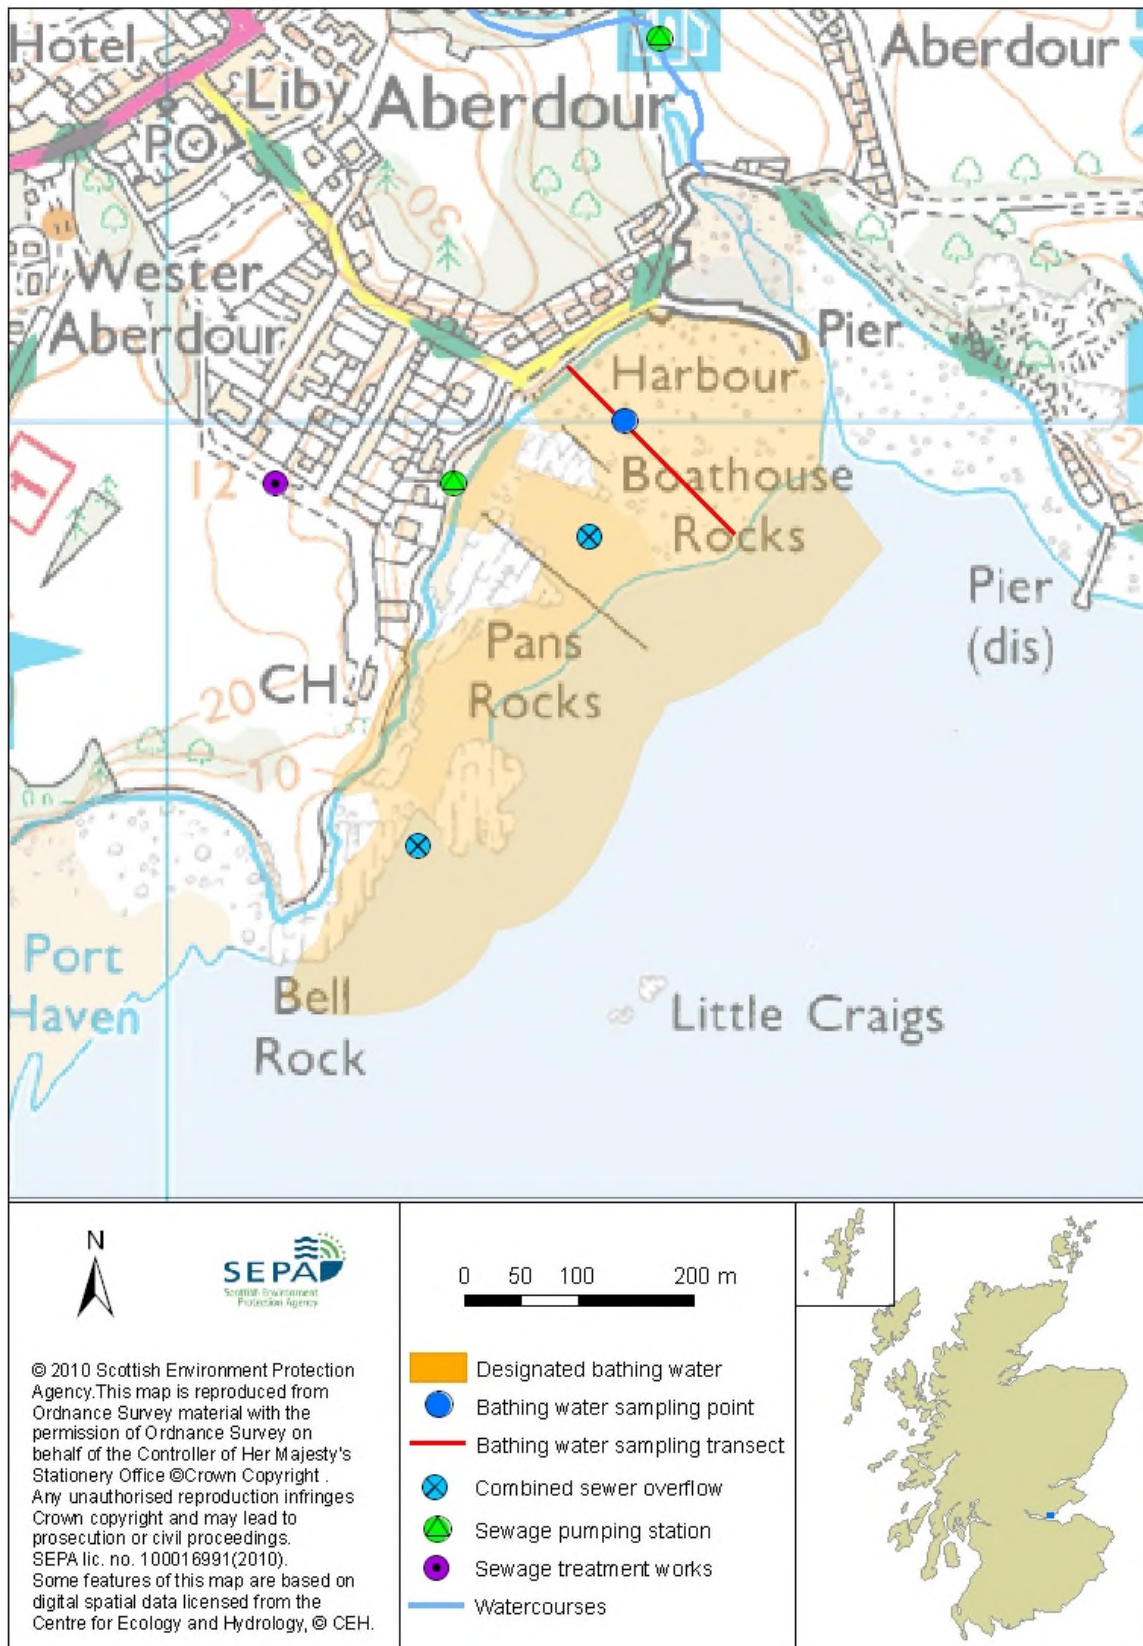 Hotel
Liby
PO
Aberdour
Aberdour
30
Wester
Aberdour
Pier
Harbour
Boathouse
Rocks
12
1
Pier
(dis)
Pans
Rocks
CH
20
10
Port
Haven
Bell
Rock
Little Craigs
N
SEPA
Scottish Environment
Protection Agency
© 2010 Scottish Environment Protection
Agency.This map is reproduced from
Ordnance Survey material with the
permission of Ordnance Survey on
behalf of the Controller of Her Majesty's
Stationery Office ©Crown Copyright .
Any unauthorised reproduction infringes
Crown copyright and may lead to
prosecution or civil proceedings.
SEPA lic. no. 100016991(2010).
Some features of this map are based on
digital spatial data licensed from the
Centre for Ecology and Hydrology, © CEH.
0 50 100 200 m
Designated bathing water
Bathing water sampling point
Bathing water sampling transect
Combined sewer overflow
Sewage pumping station
Sewage treatment works
Watercourses